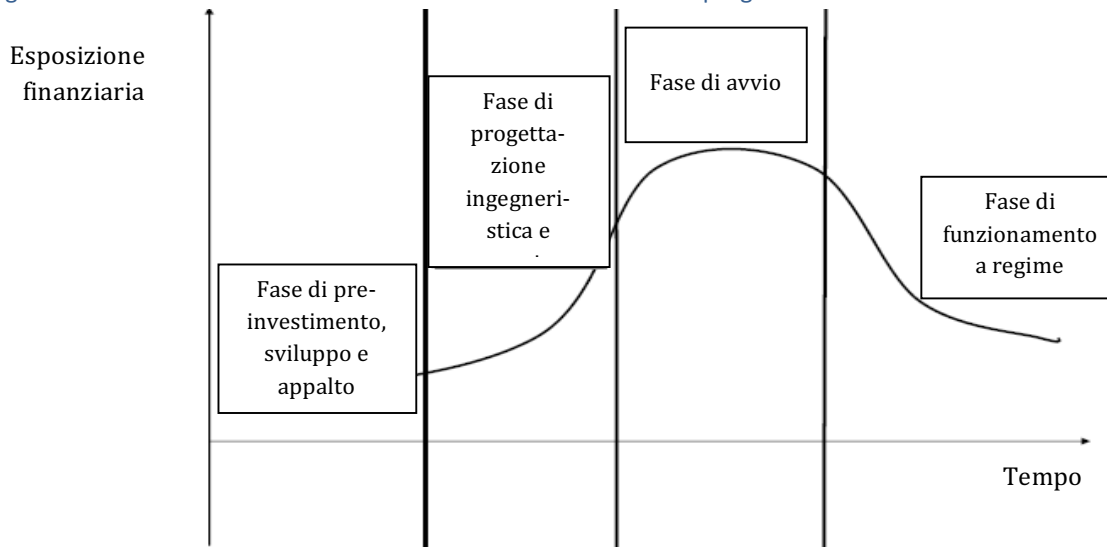 Esposizione
finanziaria
Fase di pre-
investimento,
sviluppo e
appalto
Fase di
progetta-
zione
ingegneri-
stica e
Fase di avvio
Fase di
funzionamento
a regime
Tempo